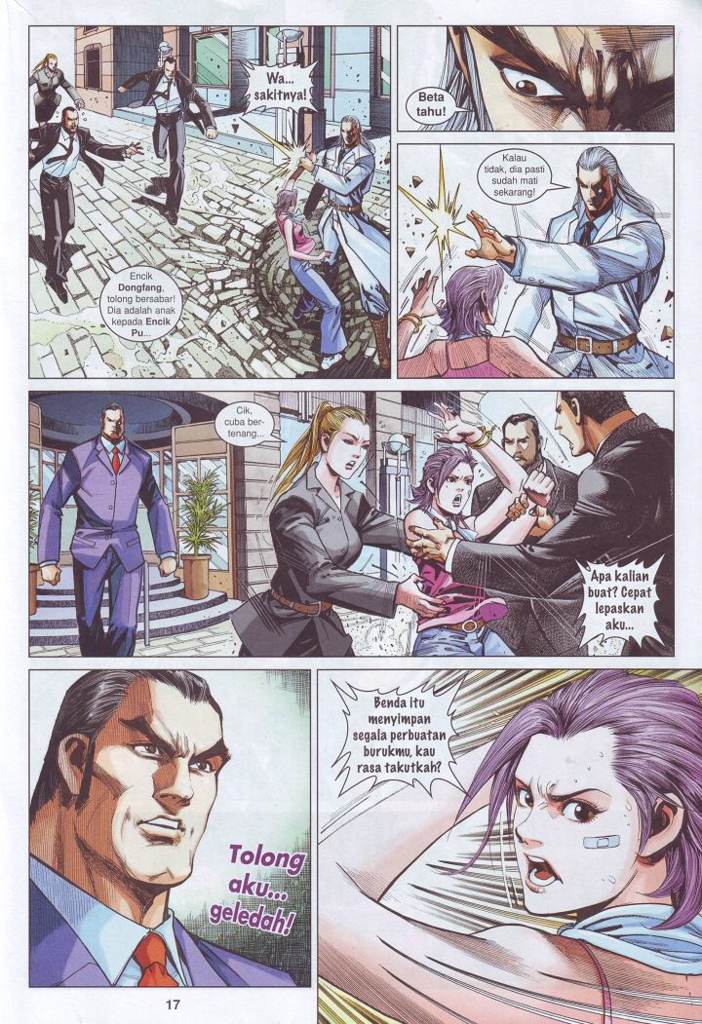 Wa...
sakitnya!
Encik
Dongfang,
tolong bersabar!
Dia adalah anak
kepada Encik
Pu...
Beta
tahu!
Kalau
tidak, dia pasti
sudah mati
sekarang!
Cik,
cuba ber-
tenang...
Apa kalian
buat? Cepat
lepaskan
aku...
Tolong
aku...
geledah!
Benda itu
menyimpan
segala perbuatan
burukmu, kau
rasa takutkah?
17